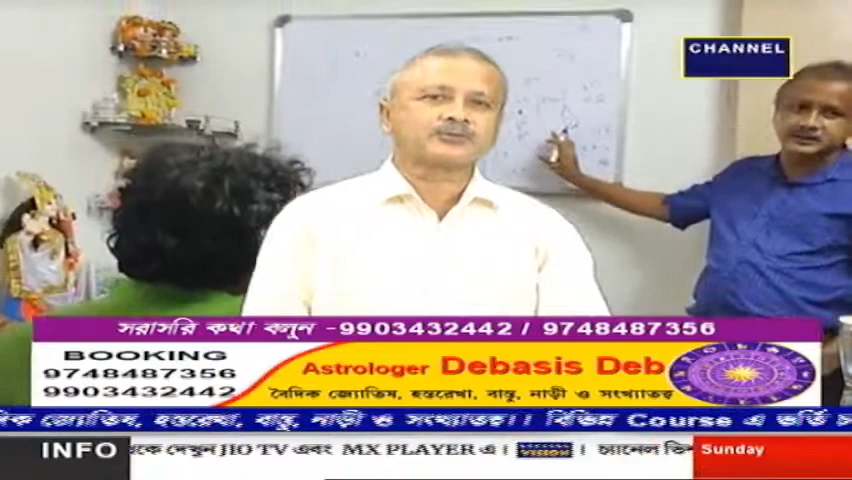 CHANNEL
সরাসরি কথা বলুন -9903432442 / 9748487356
BOOKING
9748487356
9903432442
Astrologer Debasis Deb
বৈদিক জ্যোতিষ, হস্তরেখা, বাস্তু, নাড়ী ও সংখ্যাতত্ত্ব
জ্যোতিষ, হস্তরেখা, বাস্তু, নাড়ী ও সংখ্যাতত্ত্ব।। বিভিন্ন Course এ ভর্তি
INFO
দেখুন JIO TV এবং MX PLAYER এ। VISION চ্যানেল
Sunday